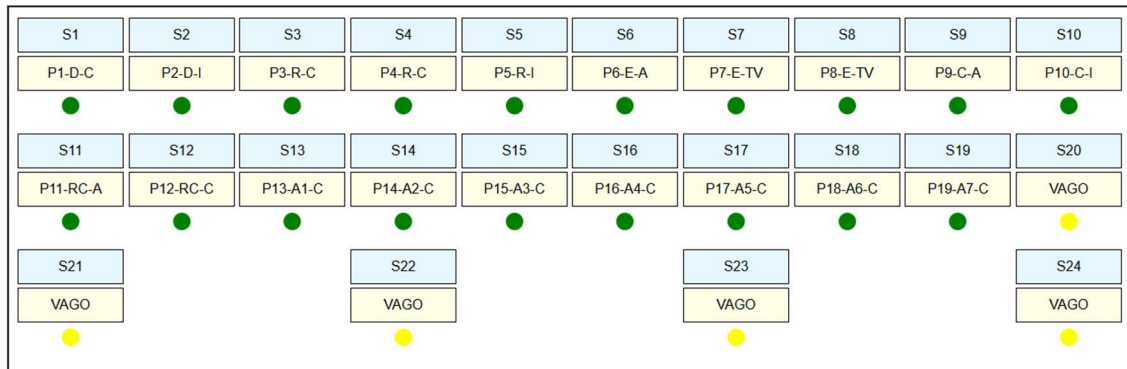 S1 S2 S3 S4 S5 S6 S7 S8 S9 S10
P1-D-C P2-D-I P3-R-C P4-R-C P5-R-I P6-E-A P7-E-TV P8-E-TV P9-C-A P10-C-I
S11 S12 S13 S14 S15 S16 S17 S18 S19 S20
P11-RC-A P12-RC-C P13-A1-C P14-A2-C P15-A3-C P16-A4-C P17-A5-C P18-A6-C P19-A7-C VAGO
S21 S22 S23 S24
VAGO VAGO VAGO VAGO